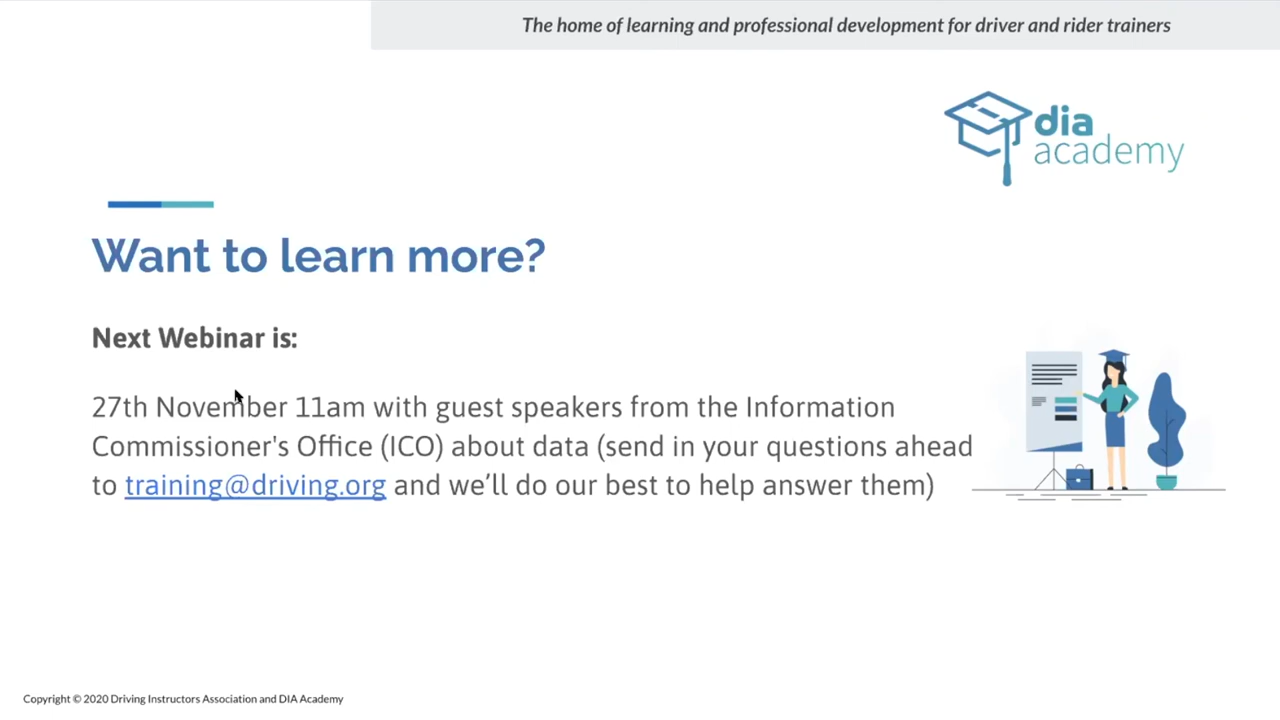 The home of learning and professional development for driver and rider trainers
dia
academy
Want to learn more?
Next Webinar is:
27th November 11am with guest speakers from the Information
Commissioner's Office (ICO) about data (send in your questions ahead
to training@driving.org and we’ll do our best to help answer them)
Copyright © 2020 Driving Instructors Association and DIA Academy